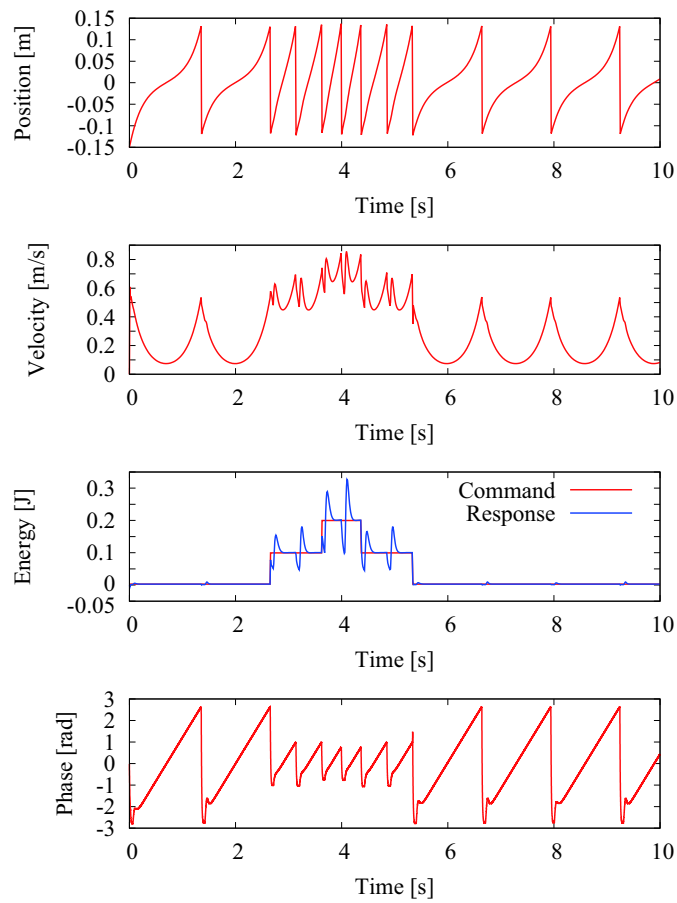 Position [m]
0.15
0.1
0.05
0
-0.05
-0.1
-0.15
0 2 4 6 8 10
Time [s]
Velocity [m/s]
0.8
0.6
0.4
0.2
0
0 2 4 6 8 10
Time [s]
Energy [J]
0.3
0.2
0.1
0
-0.05
Command
Response
0 2 4 6 8 10
Time [s]
Phase [rad]
3
2
1
0
-1
-2
-3
0 2 4 6 8 10
Time [s]